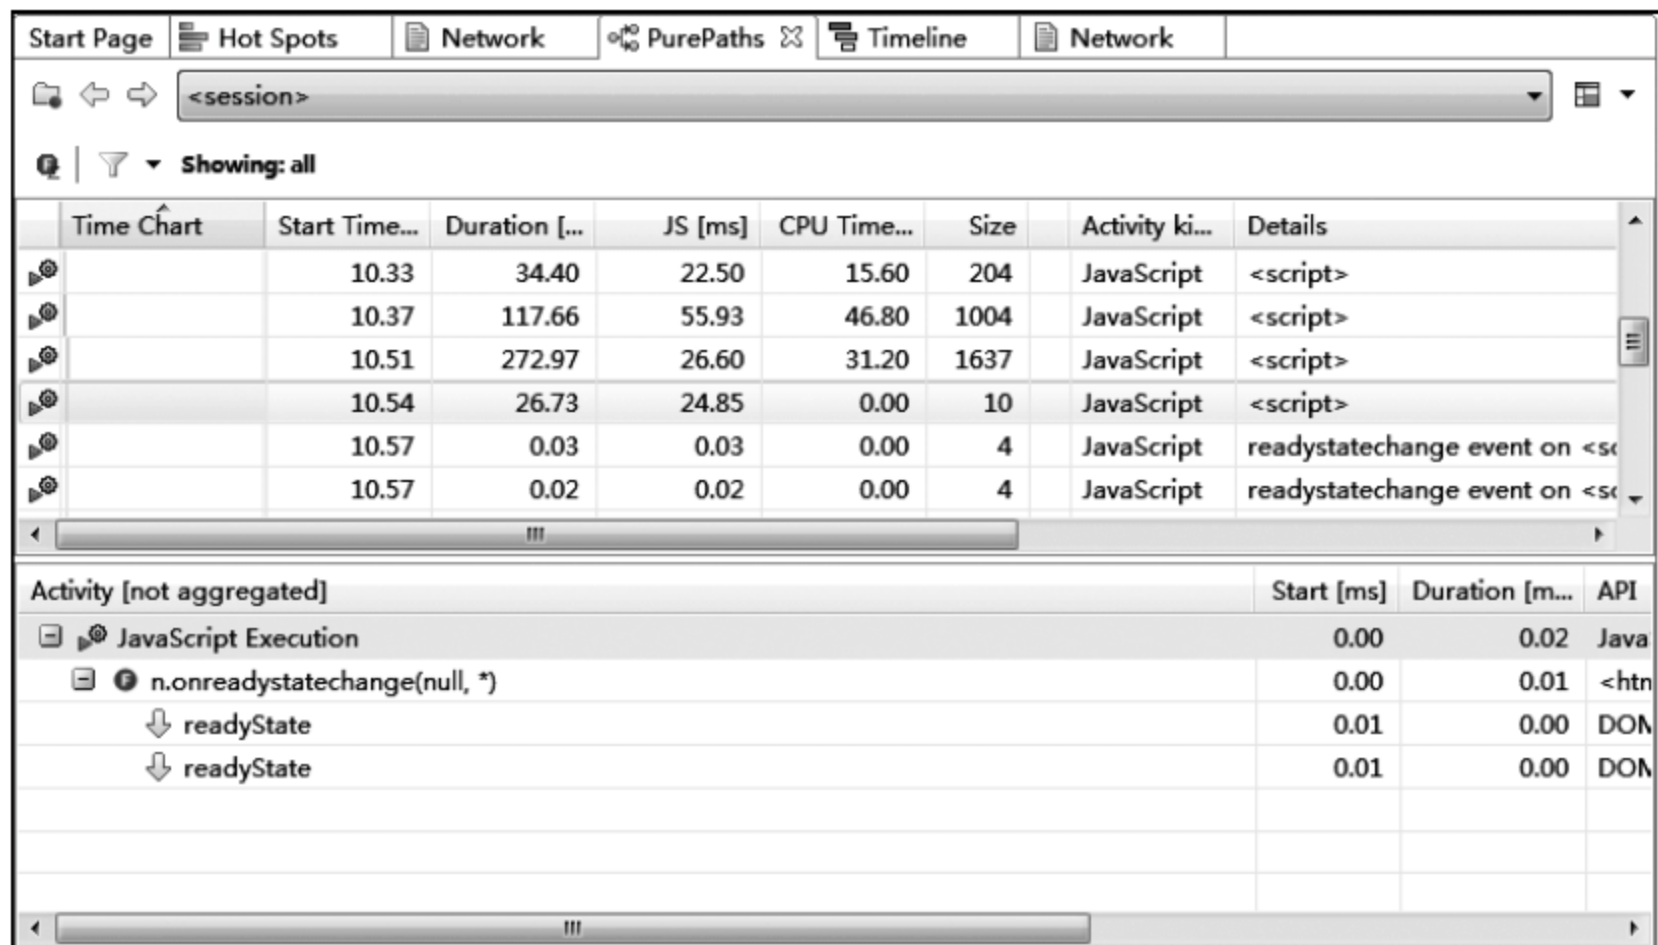 Start Page Hot Spots Network PurePaths Timeline Network
<session>
Showing: all
Time Chart Start Time... Duration [... JS [ms] CPU Time... Size Activity ki... Details
10.33 34.40 22.50 15.60 204 JavaScript <script>
10.37 117.66 55.93 46.80 1004 JavaScript <script>
10.51 272.97 26.60 31.20 1637 JavaScript <script>
10.54 26.73 24.85 0.00 10 JavaScript <script>
10.57 0.03 0.03 0.00 4 JavaScript readystatechange event on <sc
10.57 0.02 0.02 0.00 4 JavaScript readystatechange event on <sc
Activity [not aggregated] Start [ms] Duration [m... API
JavaScript Execution 0.00 0.02 Java
n.onreadystatechange(null, *) 0.00 0.01 <htn
readyState 0.01 0.00 DOM
readyState 0.01 0.00 DOM